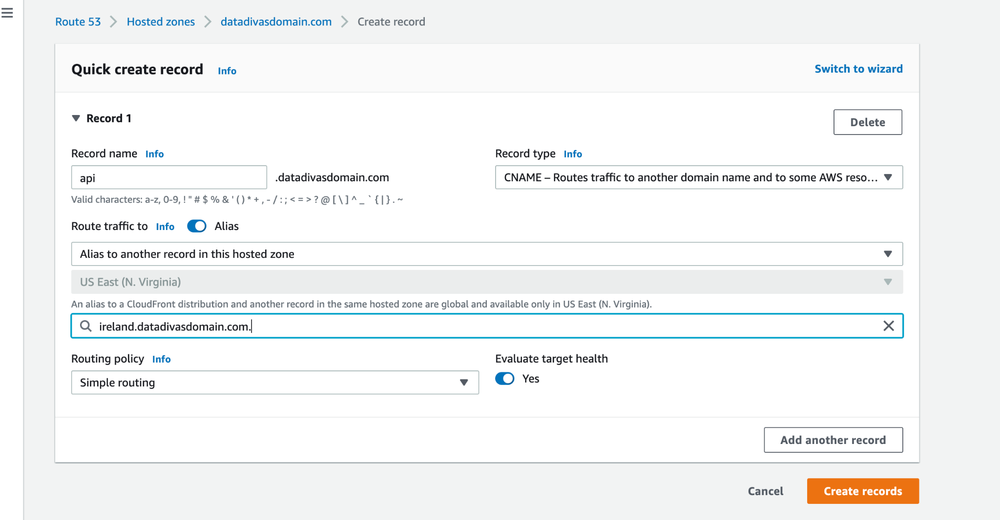 Route 53 > Hosted zones > datadivasdomain.com > Create record
Quick create record Info
Switch to wizard
Record 1
Delete
Record name Info
api
.datadivasdomain.com
Valid characters: a-z, 0-9, ! " # $ % & ' ( ) * + , - / : ; < = > ? @ [ \ ] ^ _ ` { | } . ~
Record type Info
CNAME – Routes traffic to another domain name and to some AWS reso...
Route traffic to Info Alias
Alias to another record in this hosted zone
US East (N. Virginia)
An alias to a CloudFront distribution and another record in the same hosted zone are global and available only in US East (N. Virginia).
ireland.datadivasdomain.com.
Routing policy Info
Simple routing
Evaluate target health
Yes
Add another record
Cancel
Create records